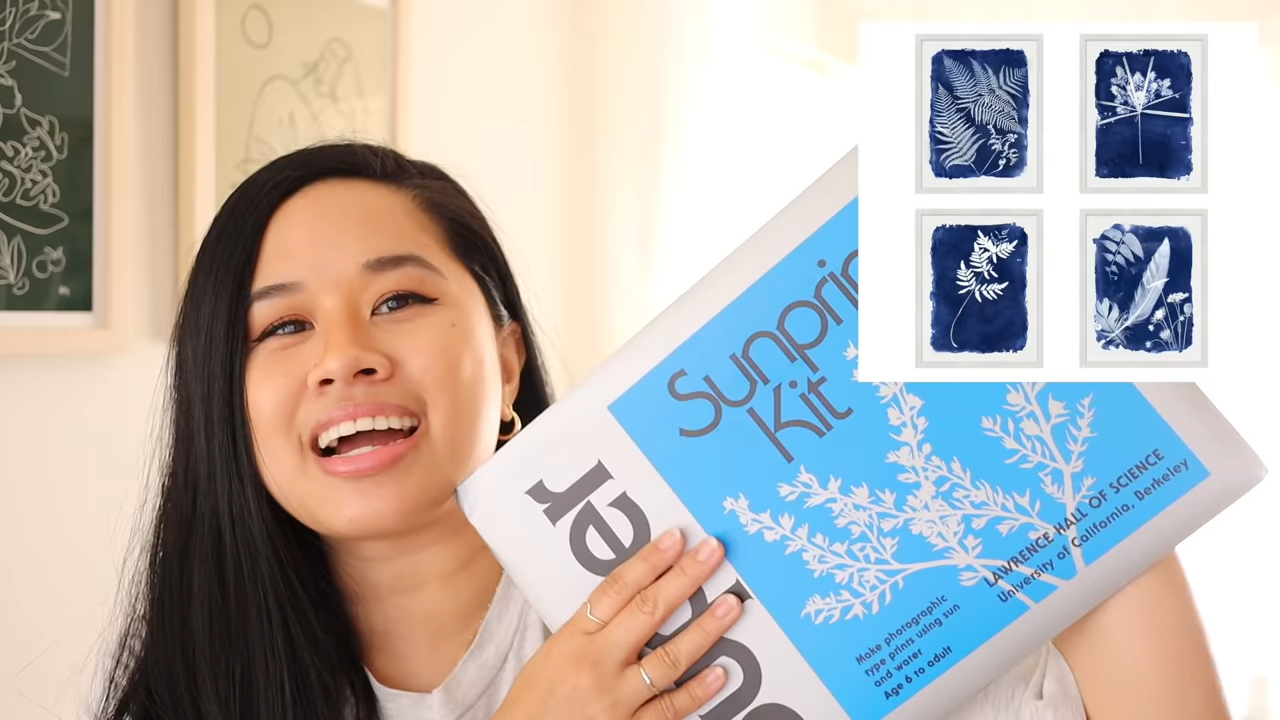 Sunprin
Kit
LAWRENCE HALL OF SCIENCE
University of California, Berkeley
Make photographic
type prints using sun
and water
Age 6 to adult